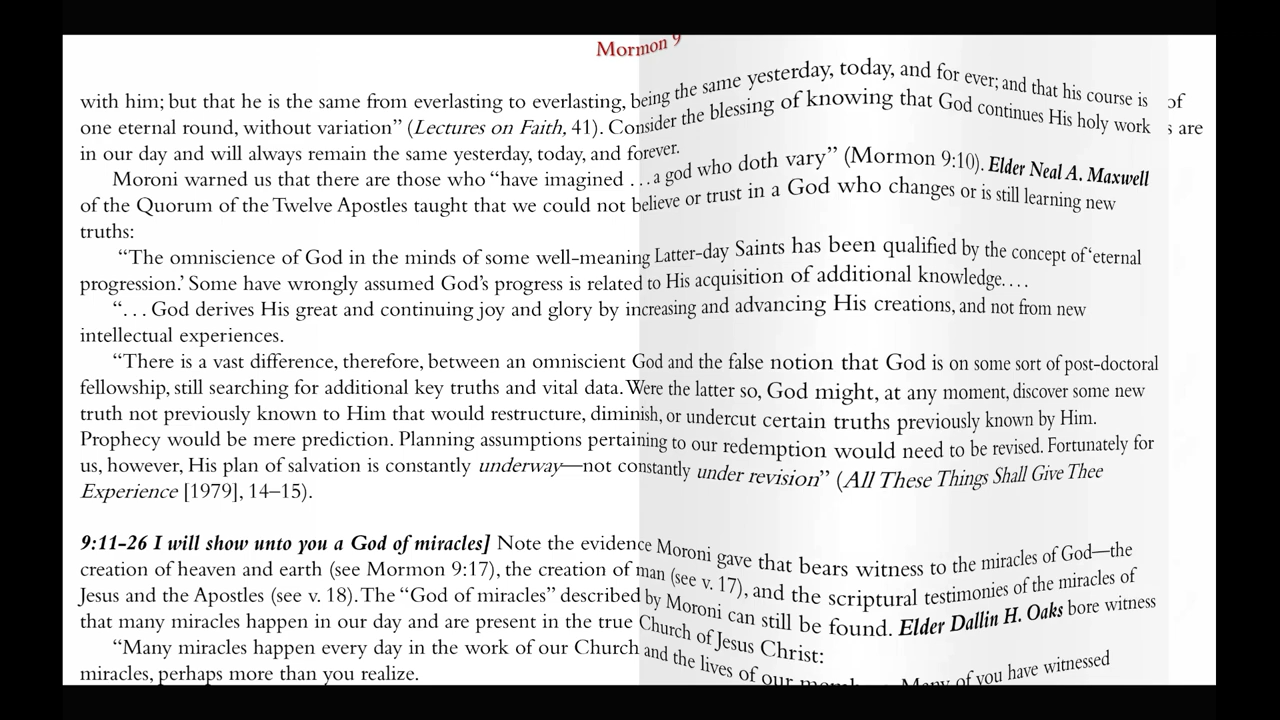 Mormon 9
with him; but that he is the same from everlasting to everlasting, being the same yesterday, today, and for ever; and that his course is of
one eternal round, without variation” (Lectures on Faith, 41). Consider the blessing of knowing that God continues His holy work s are
in our day and will always remain the same yesterday, today, and forever.
Moroni warned us that there are those who “have imagined . . . a god who doth vary” (Mormon 9:10). Elder Neal A. Maxwell
of the Quorum of the Twelve Apostles taught that we could not believe or trust in a God who changes or is still learning new
truths:
“The omniscience of God in the minds of some well-meaning Latter-day Saints has been qualified by the concept of ‘eternal
progression.’ Some have wrongly assumed God’s progress is related to His acquisition of additional knowledge. . . .
“. . . God derives His great and continuing joy and glory by increasing and advancing His creations, and not from new
intellectual experiences.
“There is a vast difference, therefore, between an omniscient God and the false notion that God is on some sort of post-doctoral
fellowship, still searching for additional key truths and vital data. Were the latter so, God might, at any moment, discover some new
truth not previously known to Him that would restructure, diminish, or undercut certain truths previously known by Him.
Prophecy would be mere prediction. Planning assumptions pertaining to our redemption would need to be revised. Fortunately for
us, however, His plan of salvation is constantly underway—not constantly under revision” (All These Things Shall Give Thee
Experience [1979], 14–15).
9:11–26 I will show unto you a God of miracles] Note the evidence Moroni gave that bears witness to the miracles of God—the
creation of heaven and earth (see Mormon 9:17), the creation of man (see v. 17), and the scriptural testimonies of the miracles of
Jesus and the Apostles (see v. 18). The “God of miracles” described by Moroni can still be found. Elder Dallin H. Oaks bore witness
that many miracles happen in our day and are present in the true Church of Jesus Christ:
“Many miracles happen every day in the work of our Church and the lives of our Many of you have witnessed
miracles, perhaps more than you realize.